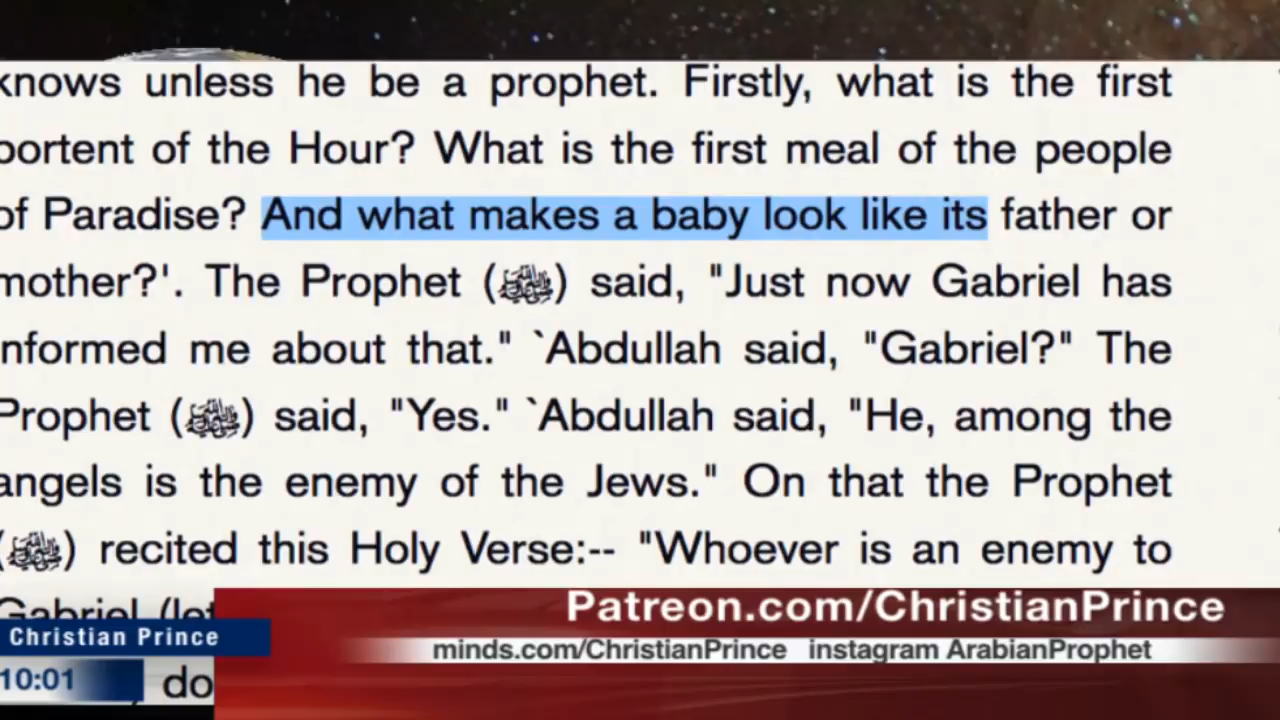 knows unless he be a prophet. Firstly, what is the first
portent of the Hour? What is the first meal of the people
of Paradise? And what makes a baby look like its father or
mother?'. The Prophet (ﷺ) said, "Just now Gabriel has
informed me about that." `Abdullah said, "Gabriel?" The
Prophet (ﷺ) said, "Yes." `Abdullah said, "He, among the
angels is the enemy of the Jews." On that the Prophet
(ﷺ) recited this Holy Verse:-- "Whoever is an enemy to
Gabriel (let
do
Patreon.com/ChristianPrince
Christian Prince
minds.com/ChristianPrince instagram ArabianProphet
10:01